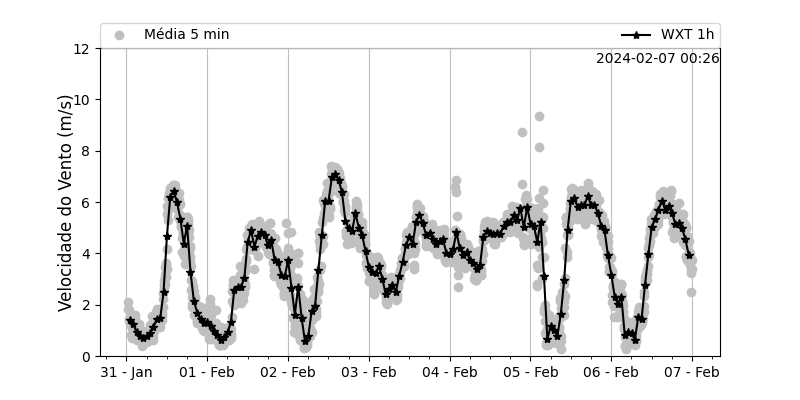 Média 5 min
WXT 1h
2024-02-07 00:26
Velocidade do Vento (m/s)
12
10
8
6
4
2
0
31 - Jan
01 - Feb
02 - Feb
03 - Feb
04 - Feb
05 - Feb
06 - Feb
07 - Feb